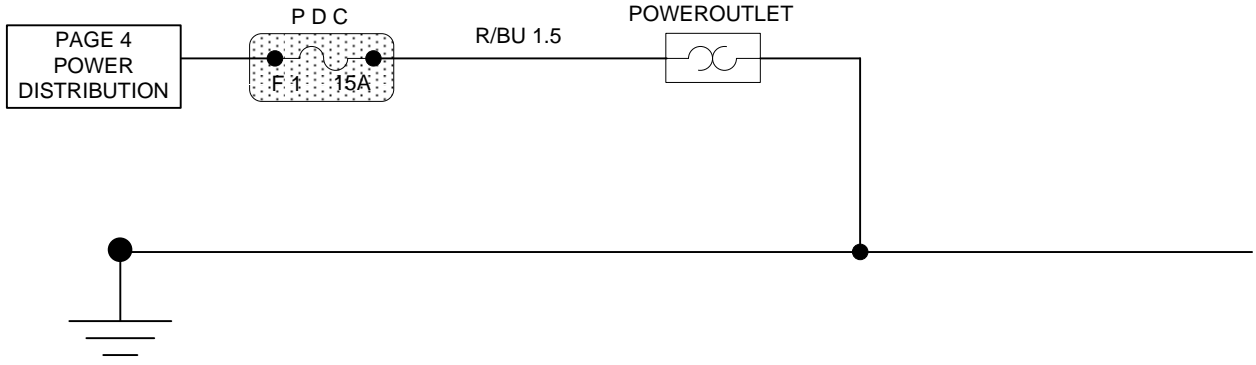 PAGE 4
POWER
DISTRIBUTION
P D C
F 1 15A
R/BU 1.5
POWEROUTLET